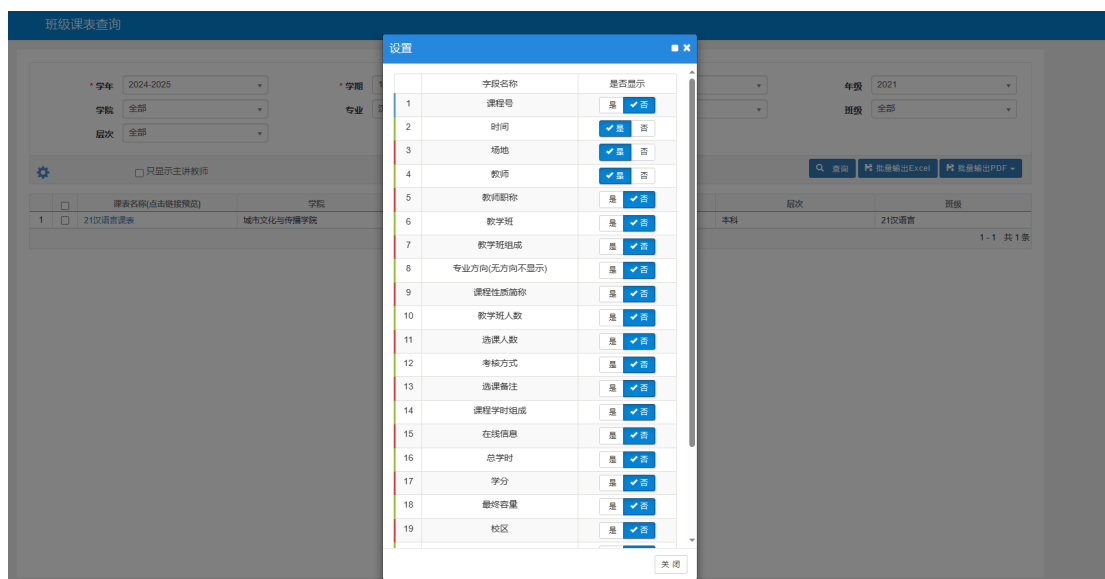 班级课表查询
设置
* 学年 2024-2025
* 学期 1
年级 2021
学院 全部
专业
班级 全部
层次 全部
只显示主讲教师
查询 批量输出Excel 批量输出PDF
课表名称(点击链接预览) 学院 层次 班级
1 21汉语言课表 城市文化与传播学院 本科 21汉语言
1 - 1 共 1 条
字段名称 是否显示
1 课程号 是 否
2 时间 是 否
3 场地 是 否
4 教师 是 否
5 教师职称 是 否
6 教学班 是 否
7 教学班组成 是 否
8 专业方向(无方向不显示) 是 否
9 课程性质简称 是 否
10 教学班人数 是 否
11 选课人数 是 否
12 考核方式 是 否
13 选课备注 是 否
14 课程学时组成 是 否
15 在线信息 是 否
16 总学时 是 否
17 学分 是 否
18 最终容量 是 否
19 校区 是 否
关 闭